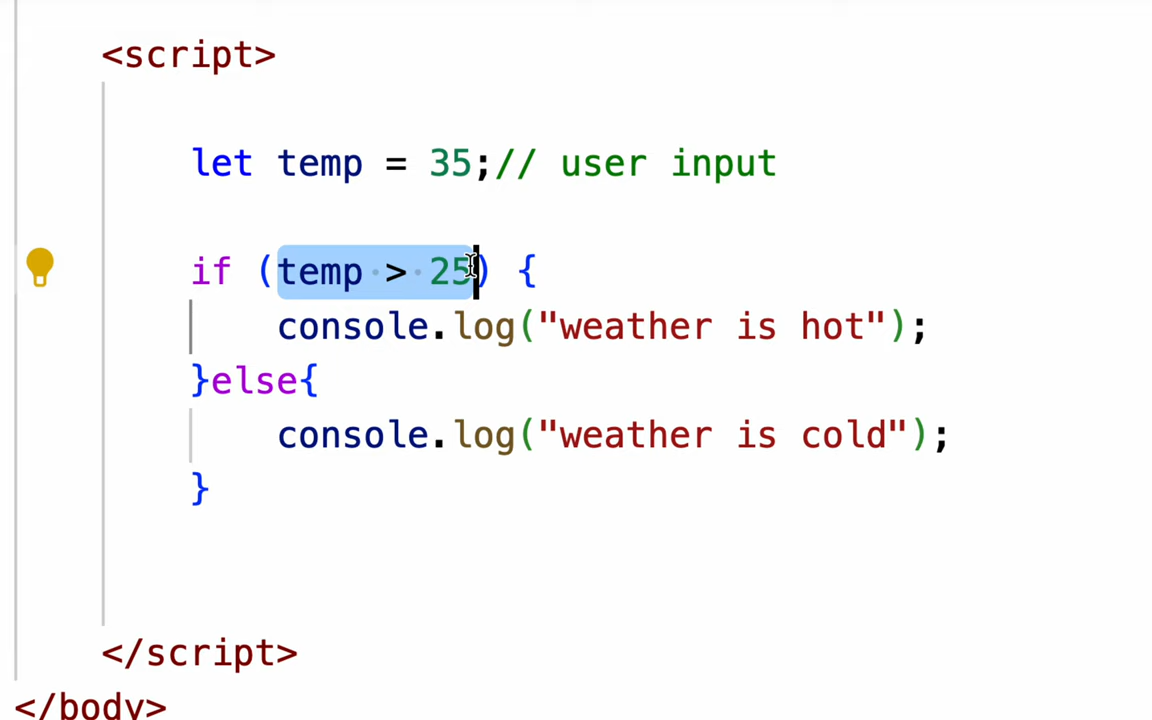 <script>
let temp = 35;// user input
if (temp > 25) {
console.log("weather is hot");
}else{
console.log("weather is cold");
}
</script>
</body>